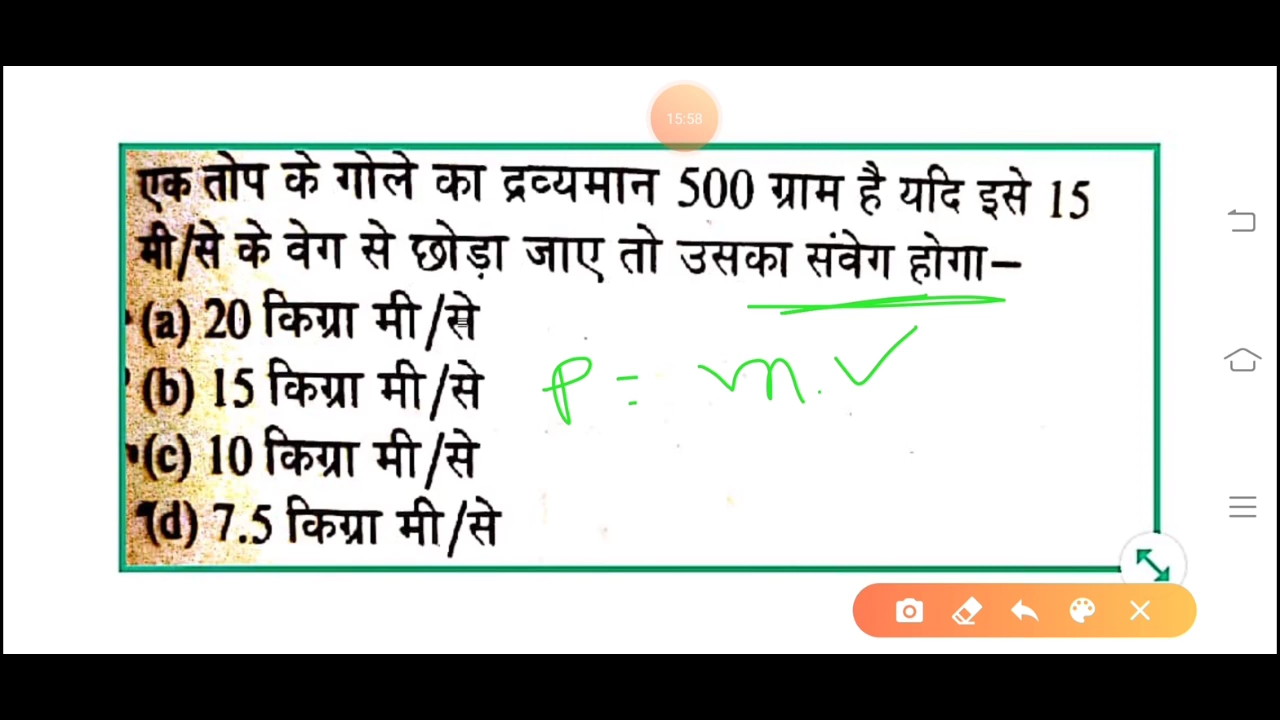 15:58
एक तोप के गोले का द्रव्यमान 500 ग्राम है यदि इसे 15
मी/से के वेग से छोड़ा जाए तो उसका संवेग होगा–
(a) 20 किग्रा मी/से
(b) 15 किग्रा मी/से
P = m.v
(c) 10 किग्रा मी/से
(d) 7.5 किग्रा मी/से